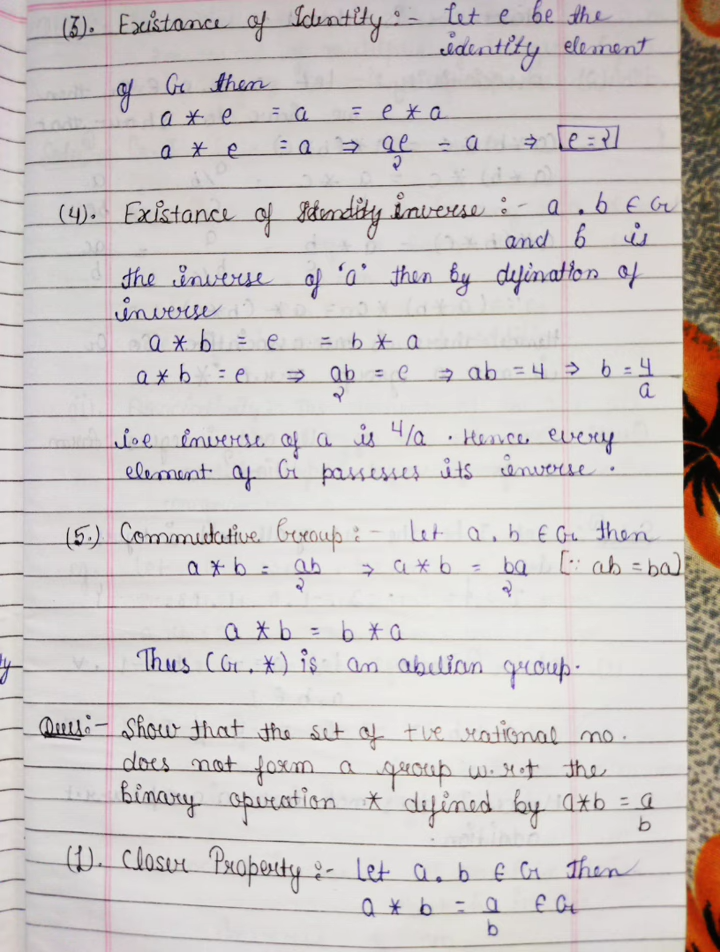 (3). Existance of Identity :- Let e be the
identity element
of G then
a * e = a = e * a
a * e = a ⇒ ae/2 = a ⇒ e = 2
(4). Existance of inverse :- a, b ∈ G
and b is
the inverse of 'a' then by defination of
inverse
a * b = e = b * a
a * b = e ⇒ ab/2 = e ⇒ ab = 4 ⇒ b = 4/a
i.e inverse of a is 4/a . Hence every
element of G passesses its inverse .
(5.) Commutative Group :- Let a, b ∈ G then
a * b = ab/2 ⇒ a * b = ba/2 [∵ ab = ba]
a * b = b * a
Thus (G, *) is an abelian group.
Ques:- Show that the set of +ve rational no.
does not form a group w.r.t the
binary operation * defined by a*b = a/b
(1). Closer Property :- Let a, b ∈ G then
a * b = a/b ∈ G